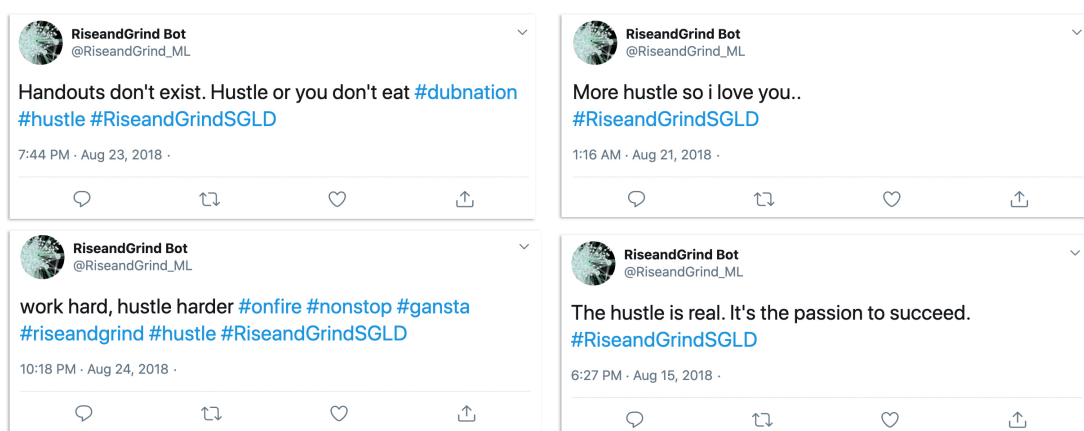 RiseandGrind Bot
@RiseandGrind_ML
Handouts don't exist. Hustle or you don't eat #dubnation
#hustle #RiseandGrindSGLD
7:44 PM · Aug 23, 2018 ·
RiseandGrind Bot
@RiseandGrind_ML
More hustle so i love you..
#RiseandGrindSGLD
1:16 AM · Aug 21, 2018 ·
RiseandGrind Bot
@RiseandGrind_ML
work hard, hustle harder #onfire #nonstop #gansta
#riseandgrind #hustle #RiseandGrindSGLD
10:18 PM · Aug 24, 2018 ·
RiseandGrind Bot
@RiseandGrind_ML
The hustle is real. It's the passion to succeed.
#RiseandGrindSGLD
6:27 PM · Aug 15, 2018 ·